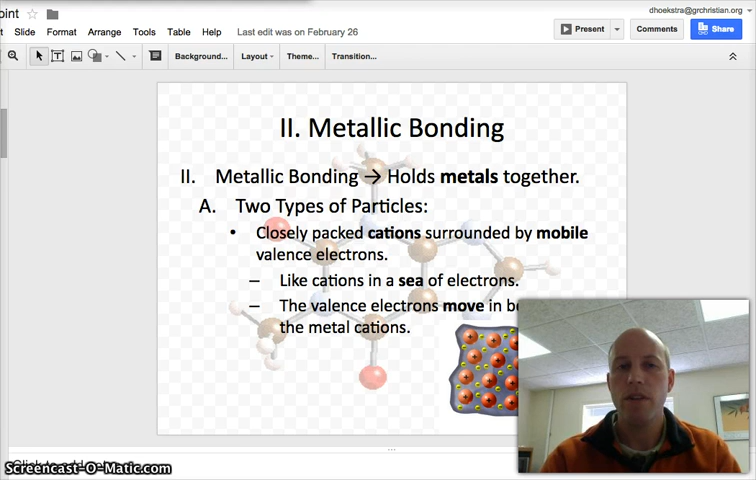 dhoekstra@grchristian.org
oint
Slide Format Arrange Tools Table Help Last edit was on February 26
Present Comments Share
Background... Layout Theme... Transition...
II. Metallic Bonding
II. Metallic Bonding → Holds metals together.
A. Two Types of Particles:
• Closely packed cations surrounded by mobile
valence electrons.
– Like cations in a sea of electrons.
– The valence electrons move in be
the metal cations.
Screencast-O-Matic.com